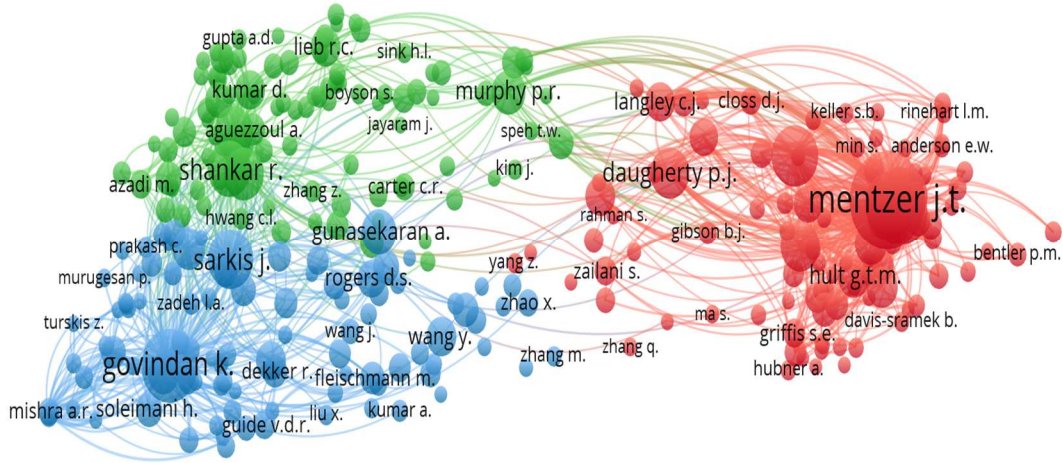 gupta a.d.
lieb r.c.
sink h.l.
kumar d.
boyson s.
murphy p.r.
langley c.j.
closs d.j.
keller s.b.
rinehart l.m.
aguezzoul a.
jayaram j.
speh t.w.
min s.
anderson e.w.
shankar r.
azadi m.
zhang z.
carter c.r.
kim j.
daugherty p.j.
mentzer j.t.
hwang c.l.
rahman s.
gunasekaran a.
gibson b.j.
prakash c.
sarkis j.
yang z.
bentler p.m.
murugesan p.
rogers d.s.
zailani s.
hult g.t.m.
zadeh l.a.
zhao x.
turskis z.
wang j.
wang y.
ma s.
davis-sramek b.
griffis s.e.
govindan k.
dekker r.
fleischmann m.
zhang m.
zhang q.
hubner a.
mishra a.r.
soleimani h.
guide v.d.r.
liu x.
kumar a.